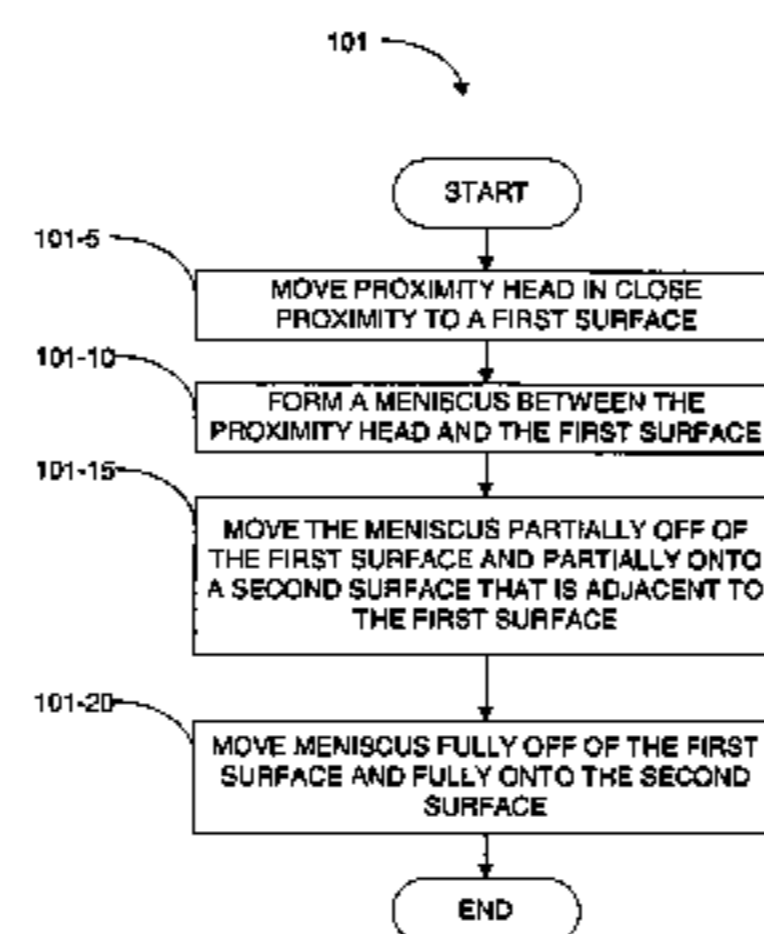 101
START
101-5
MOVE PROXIMITY HEAD IN CLOSE
PROXIMITY TO A FIRST SURFACE
101-10
FORM A MENISCUS BETWEEN THE
PROXIMITY HEAD AND THE FIRST SURFACE
101-15
MOVE THE MENISCUS PARTIALLY OFF OF
THE FIRST SURFACE AND PARTIALLY ONTO
A SECOND SURFACE THAT IS ADJACENT TO
THE FIRST SURFACE
101-20
MOVE MENISCUS FULLY OFF OF THE FIRST
SURFACE AND FULLY ONTO THE SECOND
SURFACE
END